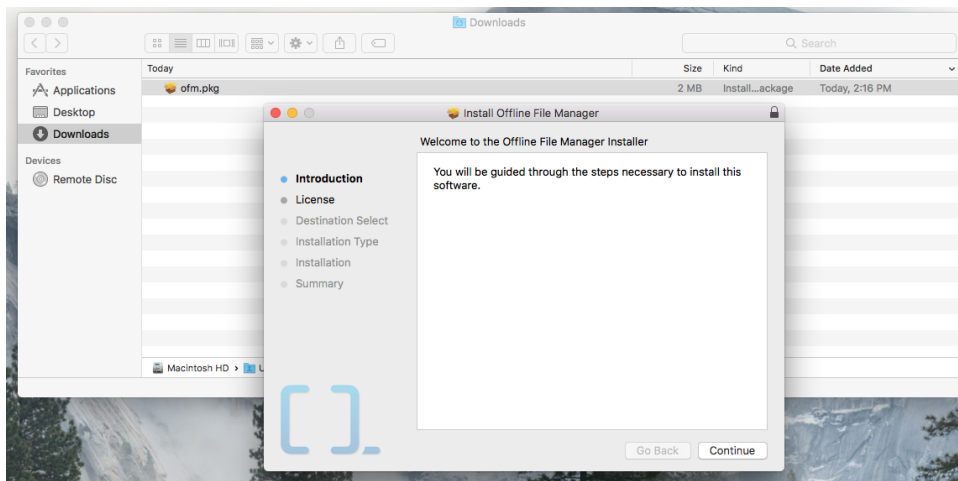 Downloads
Search
Favorites
Applications
Desktop
Downloads
Devices
Remote Disc
Today Size Kind Date Added
ofm.pkg 2 MB Install...ackage Today, 2:16 PM
Macintosh HD › U
Install Offline File Manager
Welcome to the Offline File Manager Installer
Introduction
License
Destination Select
Installation Type
Installation
Summary
You will be guided through the steps necessary to install this
software.
Go Back Continue